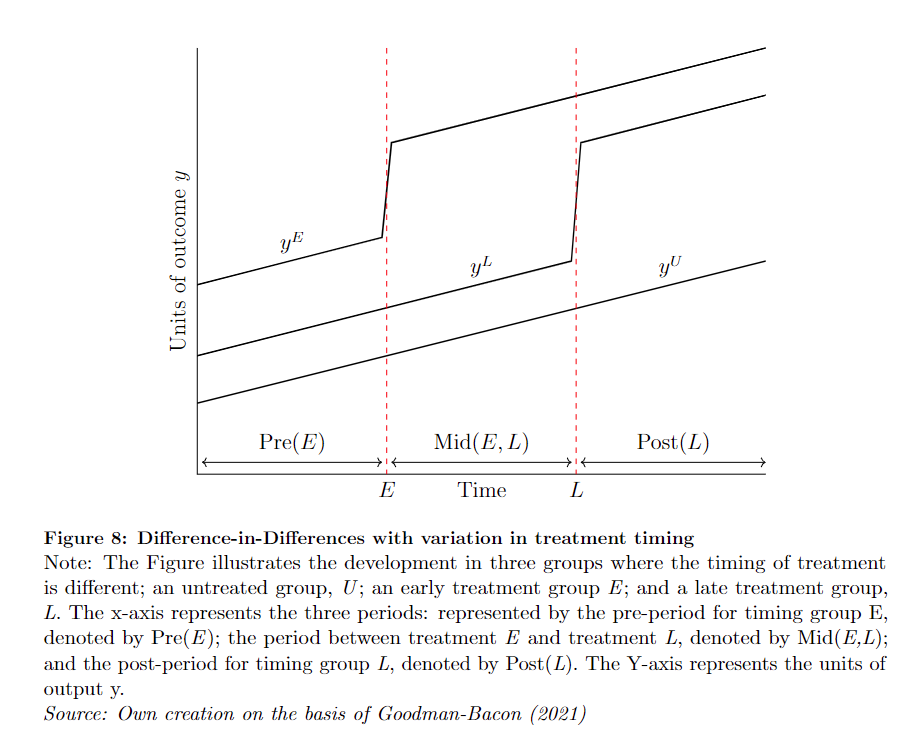 Units of outcome y
y^E
y^L
y^U
Pre(E)
Mid(E, L)
Post(L)
E
Time
L
Figure 8: Difference-in-Differences with variation in treatment timing
Note: The Figure illustrates the development in three groups where the timing of treatment
is different; an untreated group, U; an early treatment group E; and a late treatment group,
L. The x-axis represents the three periods: represented by the pre-period for timing group E,
denoted by Pre(E); the period between treatment E and treatment L, denoted by Mid(E,L);
and the post-period for timing group L, denoted by Post(L). The Y-axis represents the units of
output y.
Source: Own creation on the basis of Goodman-Bacon (2021)